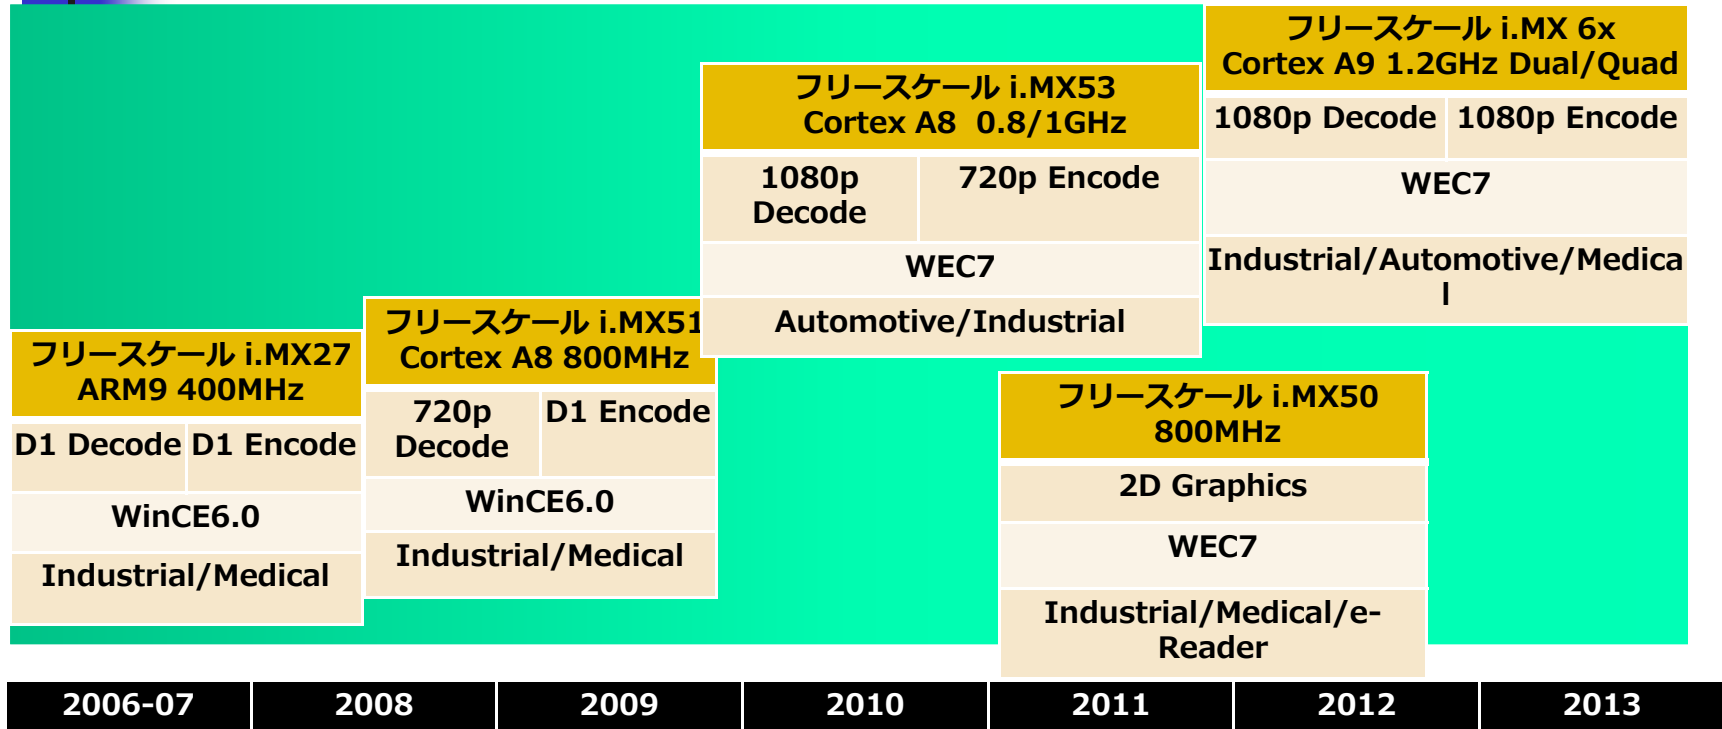 フリースケール i.MX 6x
Cortex A9 1.2GHz Dual/Quad
1080p Decode
1080p Encode
WEC7
Industrial/Automotive/Medica
l
フリースケール i.MX53
Cortex A8 0.8/1GHz
1080p
Decode
720p Encode
WEC7
Automotive/Industrial
フリースケール i.MX51
Cortex A8 800MHz
720p
Decode
D1 Encode
WinCE6.0
Industrial/Medical
フリースケール i.MX27
ARM9 400MHz
D1 Decode
D1 Encode
WinCE6.0
Industrial/Medical
フリースケール i.MX50
800MHz
2D Graphics
WEC7
Industrial/Medical/e-
Reader
2006-07
2008
2009
2010
2011
2012
2013